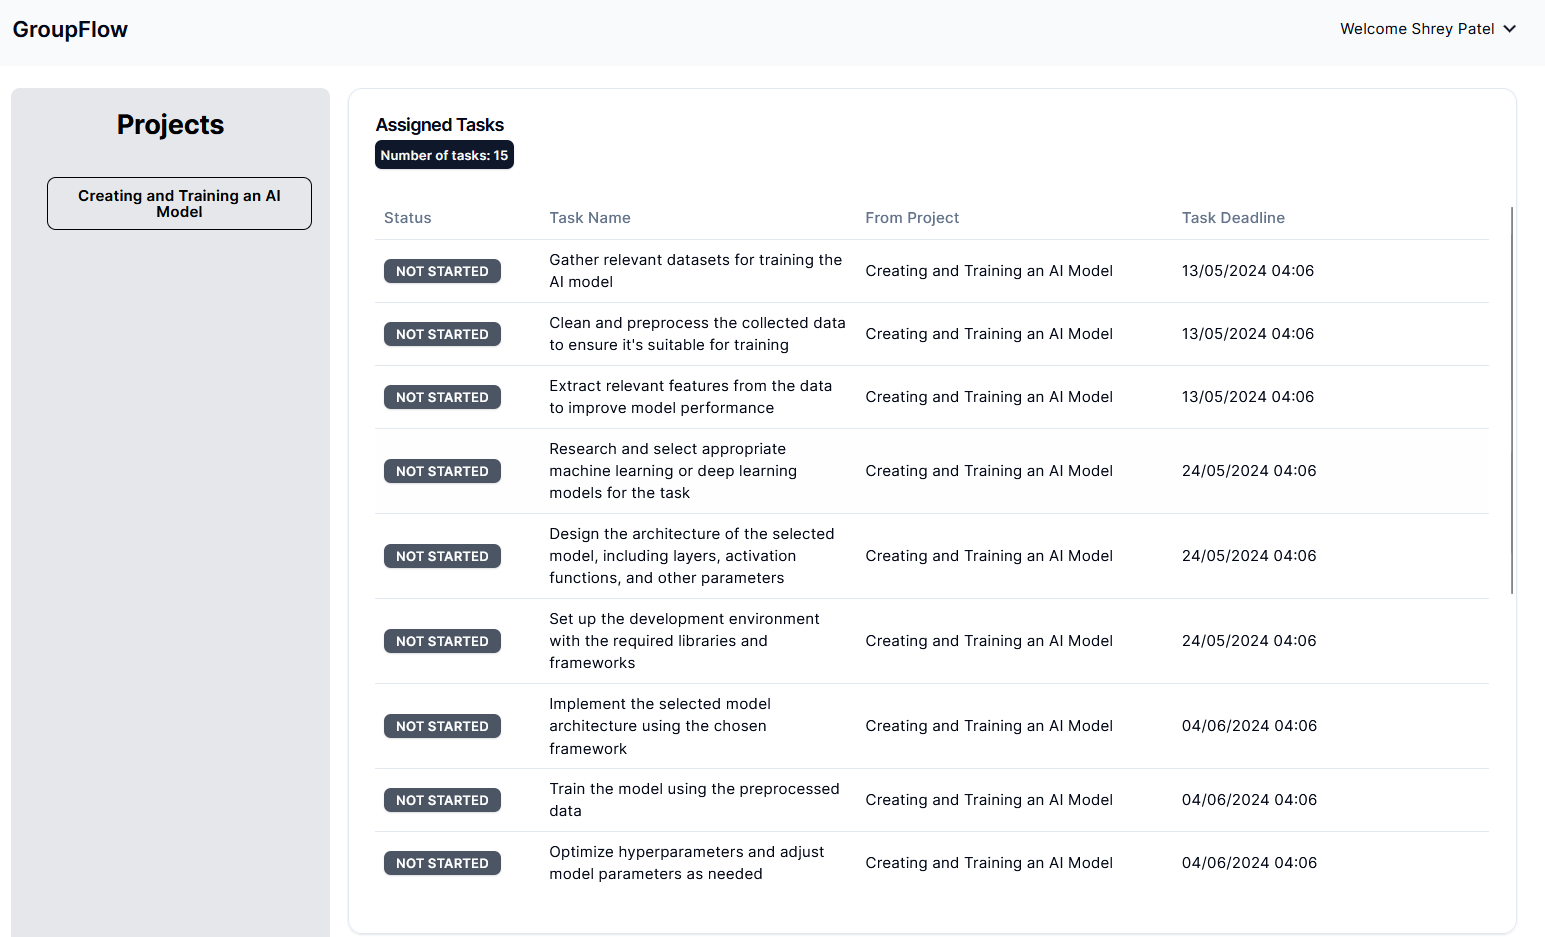 GroupFlow
Welcome Shrey Patel
Projects
Creating and Training an AI
Model
Assigned Tasks
Number of tasks: 15
Status Task Name From Project Task Deadline
NOT STARTED
Gather relevant datasets for training the
AI model
Creating and Training an AI Model
13/05/2024 04:06
NOT STARTED
Clean and preprocess the collected data
to ensure it's suitable for training
Creating and Training an AI Model
13/05/2024 04:06
NOT STARTED
Extract relevant features from the data
to improve model performance
Creating and Training an AI Model
13/05/2024 04:06
NOT STARTED
Research and select appropriate
machine learning or deep learning
models for the task
Creating and Training an AI Model
24/05/2024 04:06
NOT STARTED
Design the architecture of the selected
model, including layers, activation
functions, and other parameters
Creating and Training an AI Model
24/05/2024 04:06
NOT STARTED
Set up the development environment
with the required libraries and
frameworks
Creating and Training an AI Model
24/05/2024 04:06
NOT STARTED
Implement the selected model
architecture using the chosen
framework
Creating and Training an AI Model
04/06/2024 04:06
NOT STARTED
Train the model using the preprocessed
data
Creating and Training an AI Model
04/06/2024 04:06
NOT STARTED
Optimize hyperparameters and adjust
model parameters as needed
Creating and Training an AI Model
04/06/2024 04:06